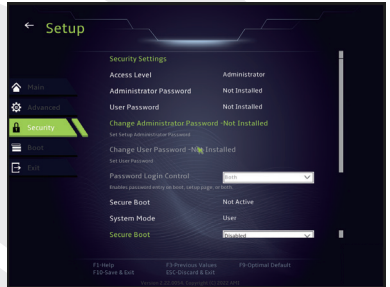 ← Setup
Security Settings
Access Level Administrator
Main
Administrator Password Not Installed
Advanced
User Password Not Installed
Security
Change Administrator Password -Not Installed
Set Setup Administrator Password
Boot
Change User Password -Not Installed
Set User Password
Exit
Password Login Control Both
Enables password entry on boot, setup page, or both.
Secure Boot Not Active
System Mode User
Secure Boot Disabled
F1-Help F3-Previous Values F9-Optimal Default
F10-Save & Exit ESC-Discard & Exit